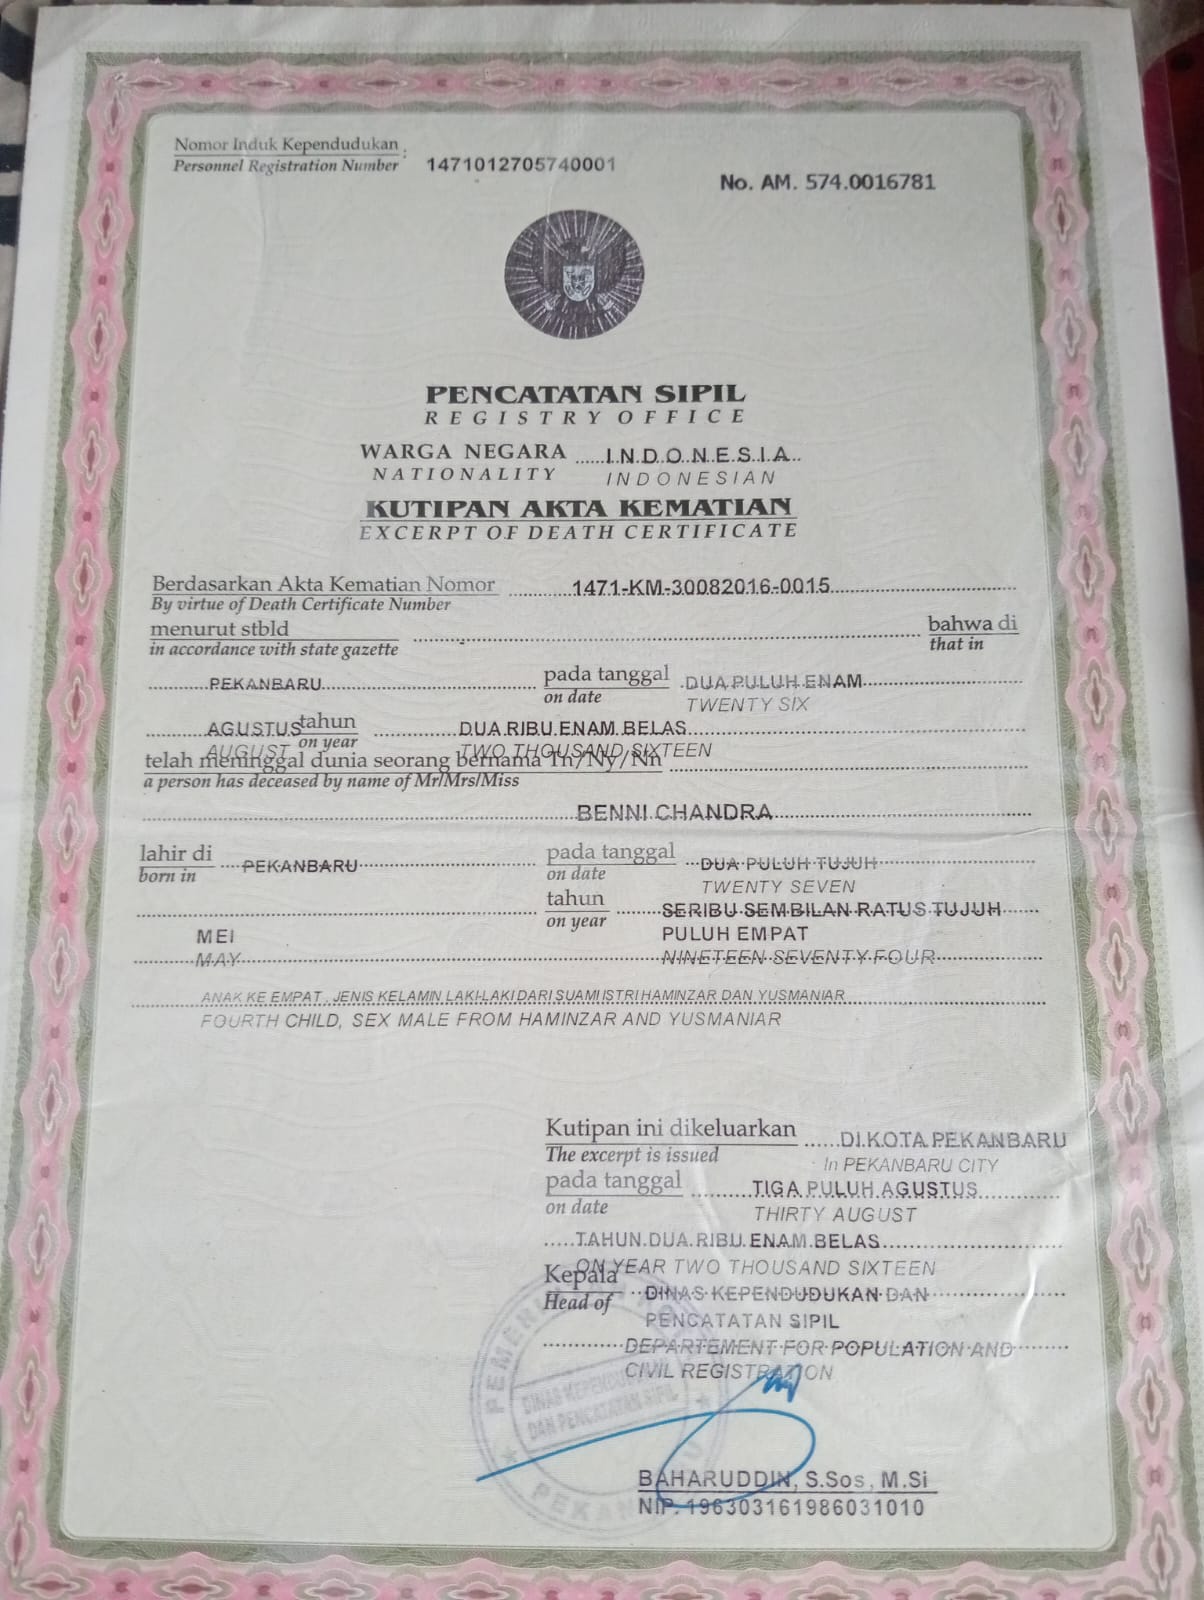 Nomor Induk Kependudukan :
Personnel Registration Number
1471012705740001
No. AM. 574.0016781
PENCATATAN SIPIL
REGISTRY OFFICE
WARGA NEGARA INDONESIA
NATIONALITY INDONESIAN
KUTIPAN AKTA KEMATIAN
EXCERPT OF DEATH CERTIFICATE
Berdasarkan Akta Kematian Nomor 1471-KM-30082016-0015
By virtue of Death Certificate Number
menurut stbld - bahwa di
in accordance with state gazette that in
PEKANBARU pada tanggal DUA PULUH ENAM
on date TWENTY SIX
AGUSTUS tahun DUA RIBU ENAM BELAS
AUGUST on year TWO THOUSAND SIXTEEN
telah meninggal dunia seorang bernama Tn/Ny/Nn
a person has deceased by name of Mr/Mrs/Miss
BENNI CHANDRA
lahir di PEKANBARU pada tanggal DUA PULUH TUJUH
born in on date TWENTY SEVEN
tahun SERIBU SEMBILAN RATUS TUJUH
on year
MEI PULUH EMPAT
MAY NINETEEN SEVENTY FOUR
ANAK KE EMPAT , JENIS KELAMIN LAKI-LAKI DARI SUAMI ISTRI HAMINZAR DAN YUSMANIAR
FOURTH CHILD, SEX MALE FROM HAMINZAR AND YUSMANIAR
Kutipan ini dikeluarkan DI KOTA PEKANBARU
The excerpt is issued In PEKANBARU CITY
pada tanggal TIGA PULUH AGUSTUS
on date THIRTY AUGUST
TAHUN DUA RIBU ENAM BELAS
ON YEAR TWO THOUSAND SIXTEEN
Kepala DINAS KEPENDUDUKAN DAN
Head of
PENCATATAN SIPIL
DEPARTEMENT FOR POPULATION AND
CIVIL REGISTRATION
DINAS KEPENDUDUKAN
DAN PENCATATAN SIPIL
BAHARUDDIN, S.Sos, M.Si
NIP. 196303161986031010